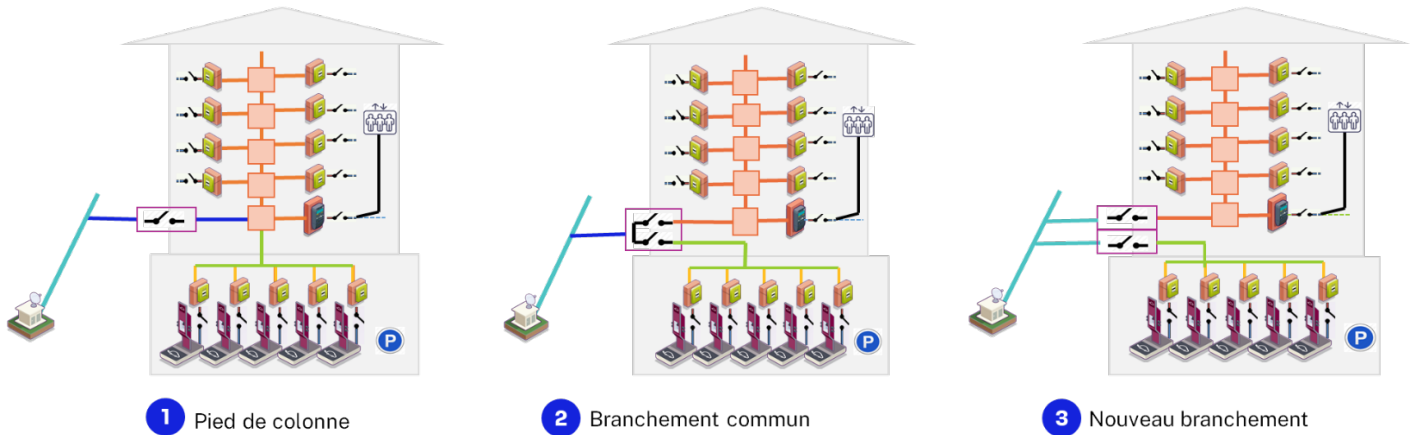 P
P
P
1 Pied de colonne
2 Branchement commun
3 Nouveau branchement